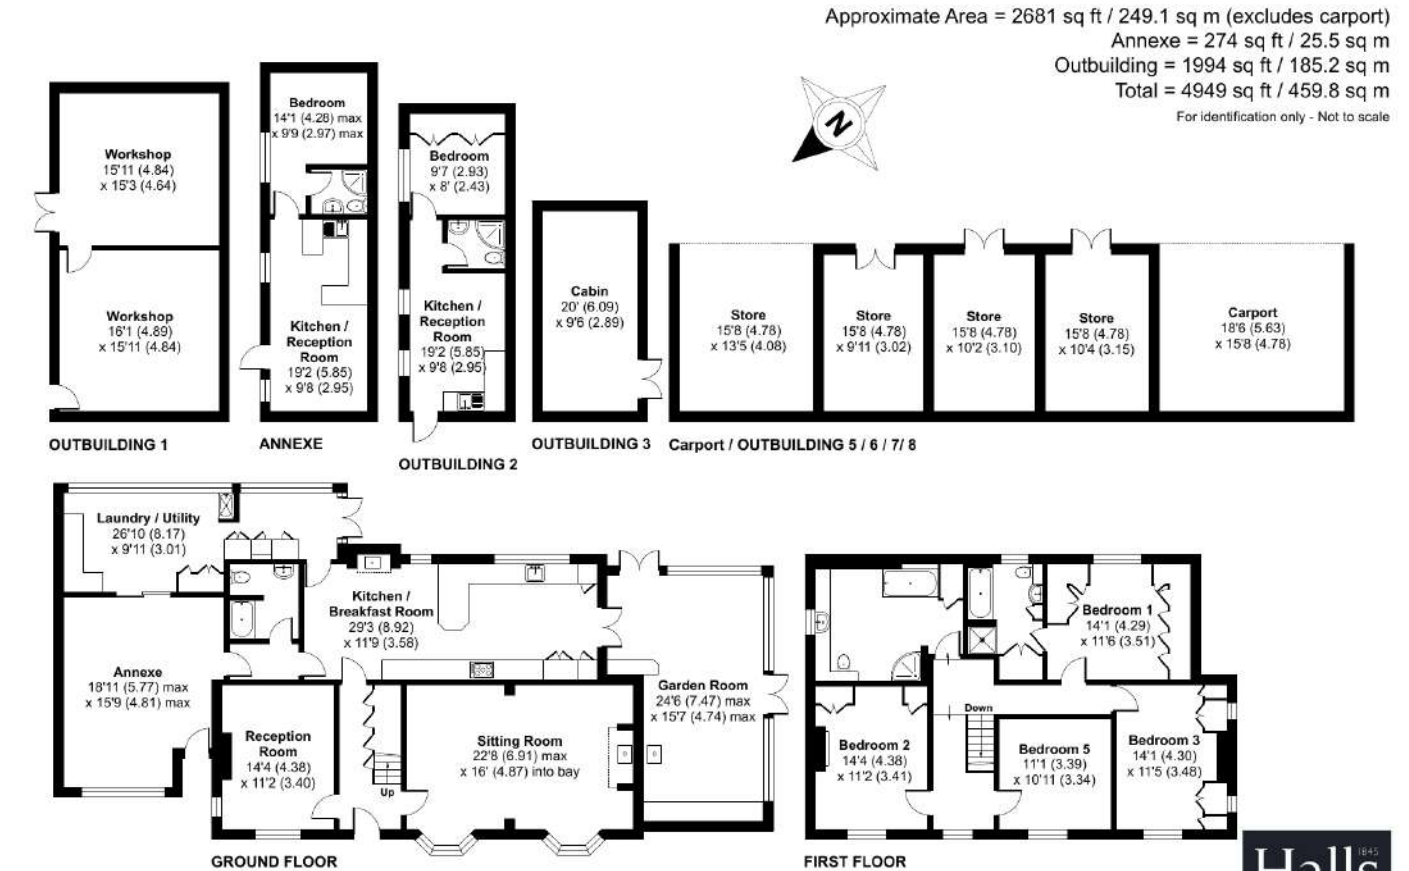 Approximate Area = 2681 sq ft / 249.1 sq m (excludes carport)
Annexe = 274 sq ft / 25.5 sq m
Outbuilding = 1994 sq ft / 185.2 sq m
Total = 4949 sq ft / 459.8 sq m
For identification only - Not to scale
N
Workshop
15'11 (4.84)
x 15'3 (4.64)
Workshop
16'1 (4.89)
x 15'11 (4.84)
OUTBUILDING 1
Bedroom
14'1 (4.28) max
x 9'9 (2.97) max
Kitchen /
Reception
Room
19'2 (5.85)
x 9'8 (2.95)
ANNEXE
Bedroom
9'7 (2.93)
x 8' (2.43)
Kitchen /
Reception
Room
19'2 (5.85)
x 9'8 (2.95)
OUTBUILDING 2
Cabin
20' (6.09)
x 9'6 (2.89)
OUTBUILDING 3
Store
15'8 (4.78)
x 13'5 (4.08)
Store
15'8 (4.78)
x 9'11 (3.02)
Store
15'8 (4.78)
x 10'2 (3.10)
Store
15'8 (4.78)
x 10'4 (3.15)
Carport
18'6 (5.63)
x 15'8 (4.78)
Carport / OUTBUILDING 5 / 6 / 7/ 8
Laundry / Utility
26'10 (8.17)
x 9'11 (3.01)
Kitchen /
Breakfast Room
29'3 (8.92)
x 11'9 (3.58)
Annexe
18'11 (5.77) max
x 15'9 (4.81) max
Reception
Room
14'4 (4.38)
x 11'2 (3.40)
Up
Sitting Room
22'8 (6.91) max
x 16' (4.87) into bay
Garden Room
24'6 (7.47) max
x 15'7 (4.74) max
GROUND FLOOR
Bedroom 1
14'1 (4.29)
x 11'6 (3.51)
Down
Bedroom 2
14'4 (4.38)
x 11'2 (3.41)
Bedroom 5
11'1 (3.39)
x 10'11 (3.34)
Bedroom 3
14'1 (4.30)
x 11'5 (3.48)
FIRST FLOOR
1845
Halls